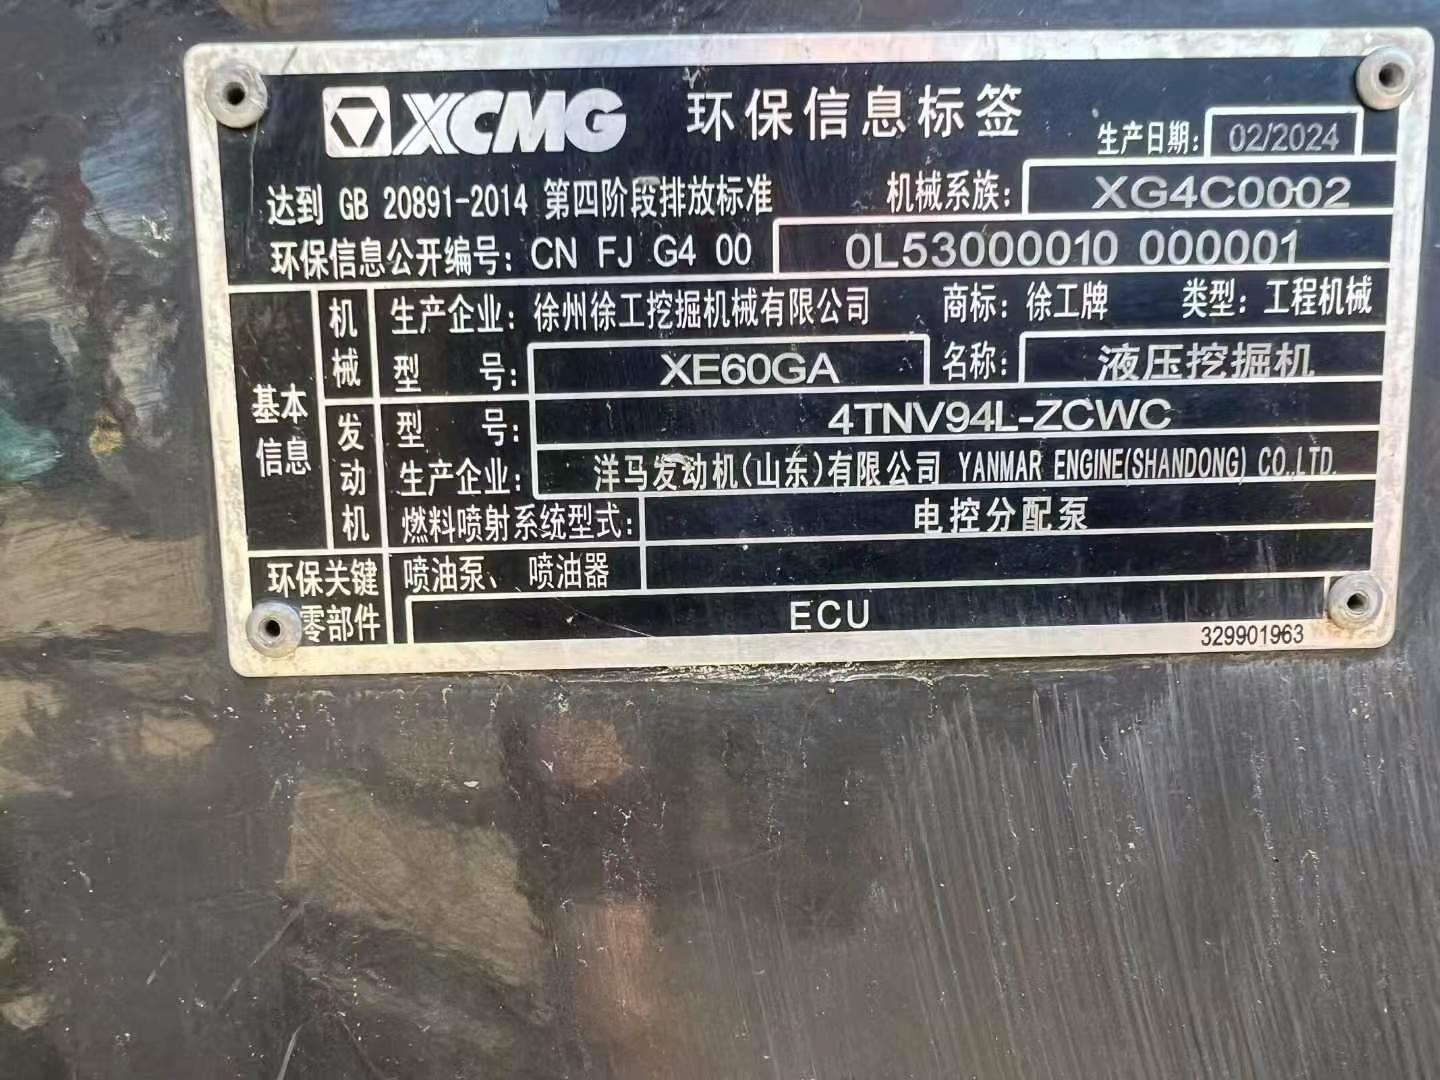 XCMG 环保信息标签 生产日期: 02/2024
达到 GB 20891-2014 第四阶段排放标准 机械系族: XG4C0002
环保信息公开编号: CN FJ G4 00 0L53000010 000001
基本信息
机械
生产企业: 徐州徐工挖掘机械有限公司 商标: 徐工牌 类型: 工程机械
型 号: XE60GA 名称: 液压挖掘机
发动机
型 号: 4TNV94L-ZCWC
生产企业: 洋马发动机(山东)有限公司 YANMAR ENGINE(SHANDONG) CO.,LTD.
燃料喷射系统型式: 电控分配泵
环保关键零部件
喷油泵、 喷油器
ECU
329901963